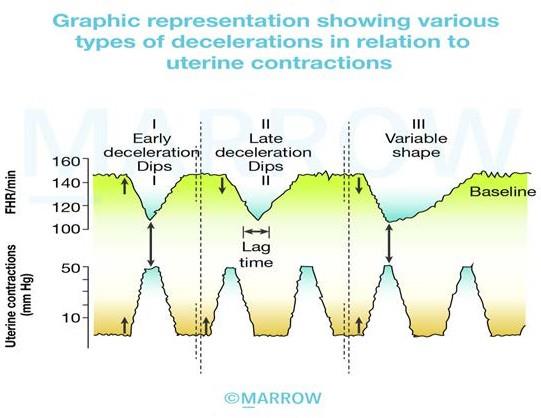 Graphic representation showing various
types of decelerations in relation to
uterine contractions
MARROW
I
Early
deceleration
Dips
I
II
Late
deceleration
Dips
II
III
Variable
shape
FHR/min
160
140
120
100
Baseline
Lag
time
Uterine contractions
(mm Hg)
50
10
©MARROW